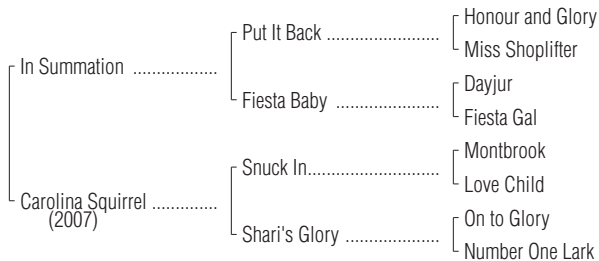 Honour and Glory
Put It Back ......................
Miss Shoplifter
In Summation .................
Dayjur
Fiesta Baby ....................
Fiesta Gal
Montbrook
Snuck In..........................
Love Child
Carolina Squirrel .............
(2007)
On to Glory
Shari's Glory ..................
Number One Lark